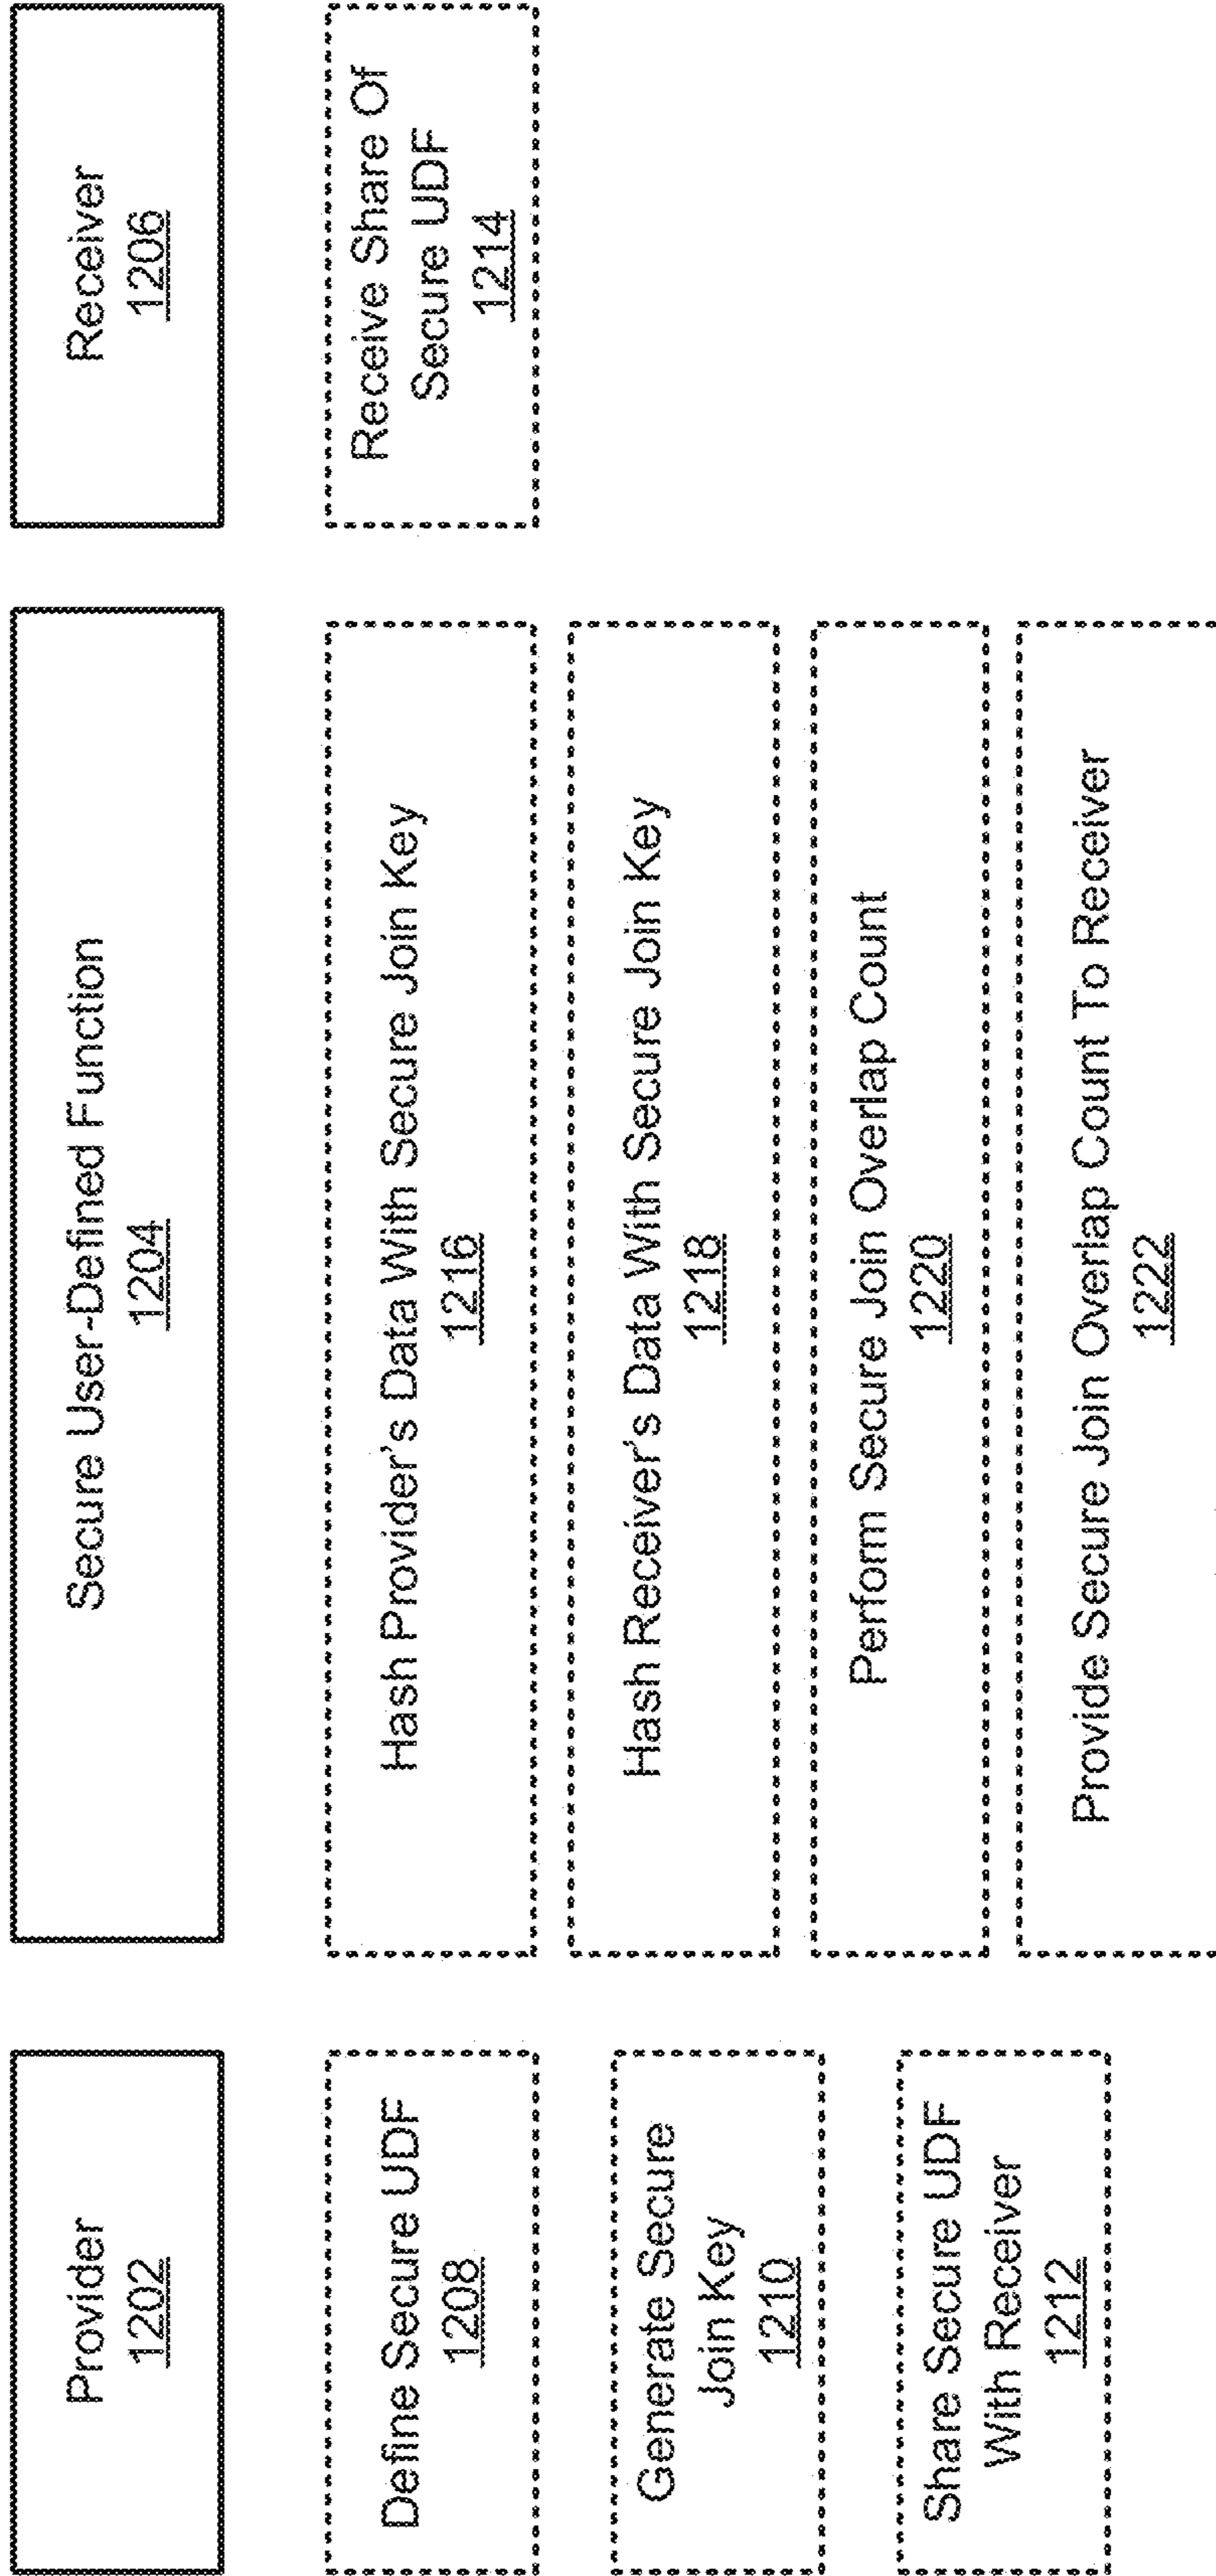 Provider
1202
Secure User-Defined Function
1204
Receiver
1206
Define Secure UDF
1208
Generate Secure
Join Key
1210
Share Secure UDF
With Receiver
1212
Hash Provider's Data With Secure Join Key
1216
Hash Receiver's Data With Secure Join Key
1218
Perform Secure Join Overlap Count
1220
Provide Secure Join Overlap Count To Receiver
1222
Receive Share Of
Secure UDF
1214